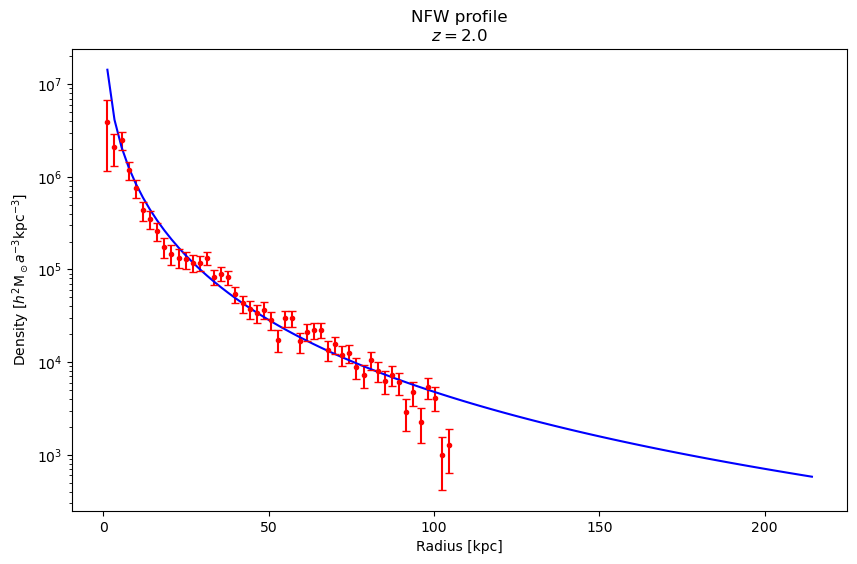 NFW profile
z = 2.0
10⁷
10⁶
10⁵
10⁴
10³
Density [h²M⊙a⁻³kpc⁻³]
0 50 100 150 200
Radius [kpc]